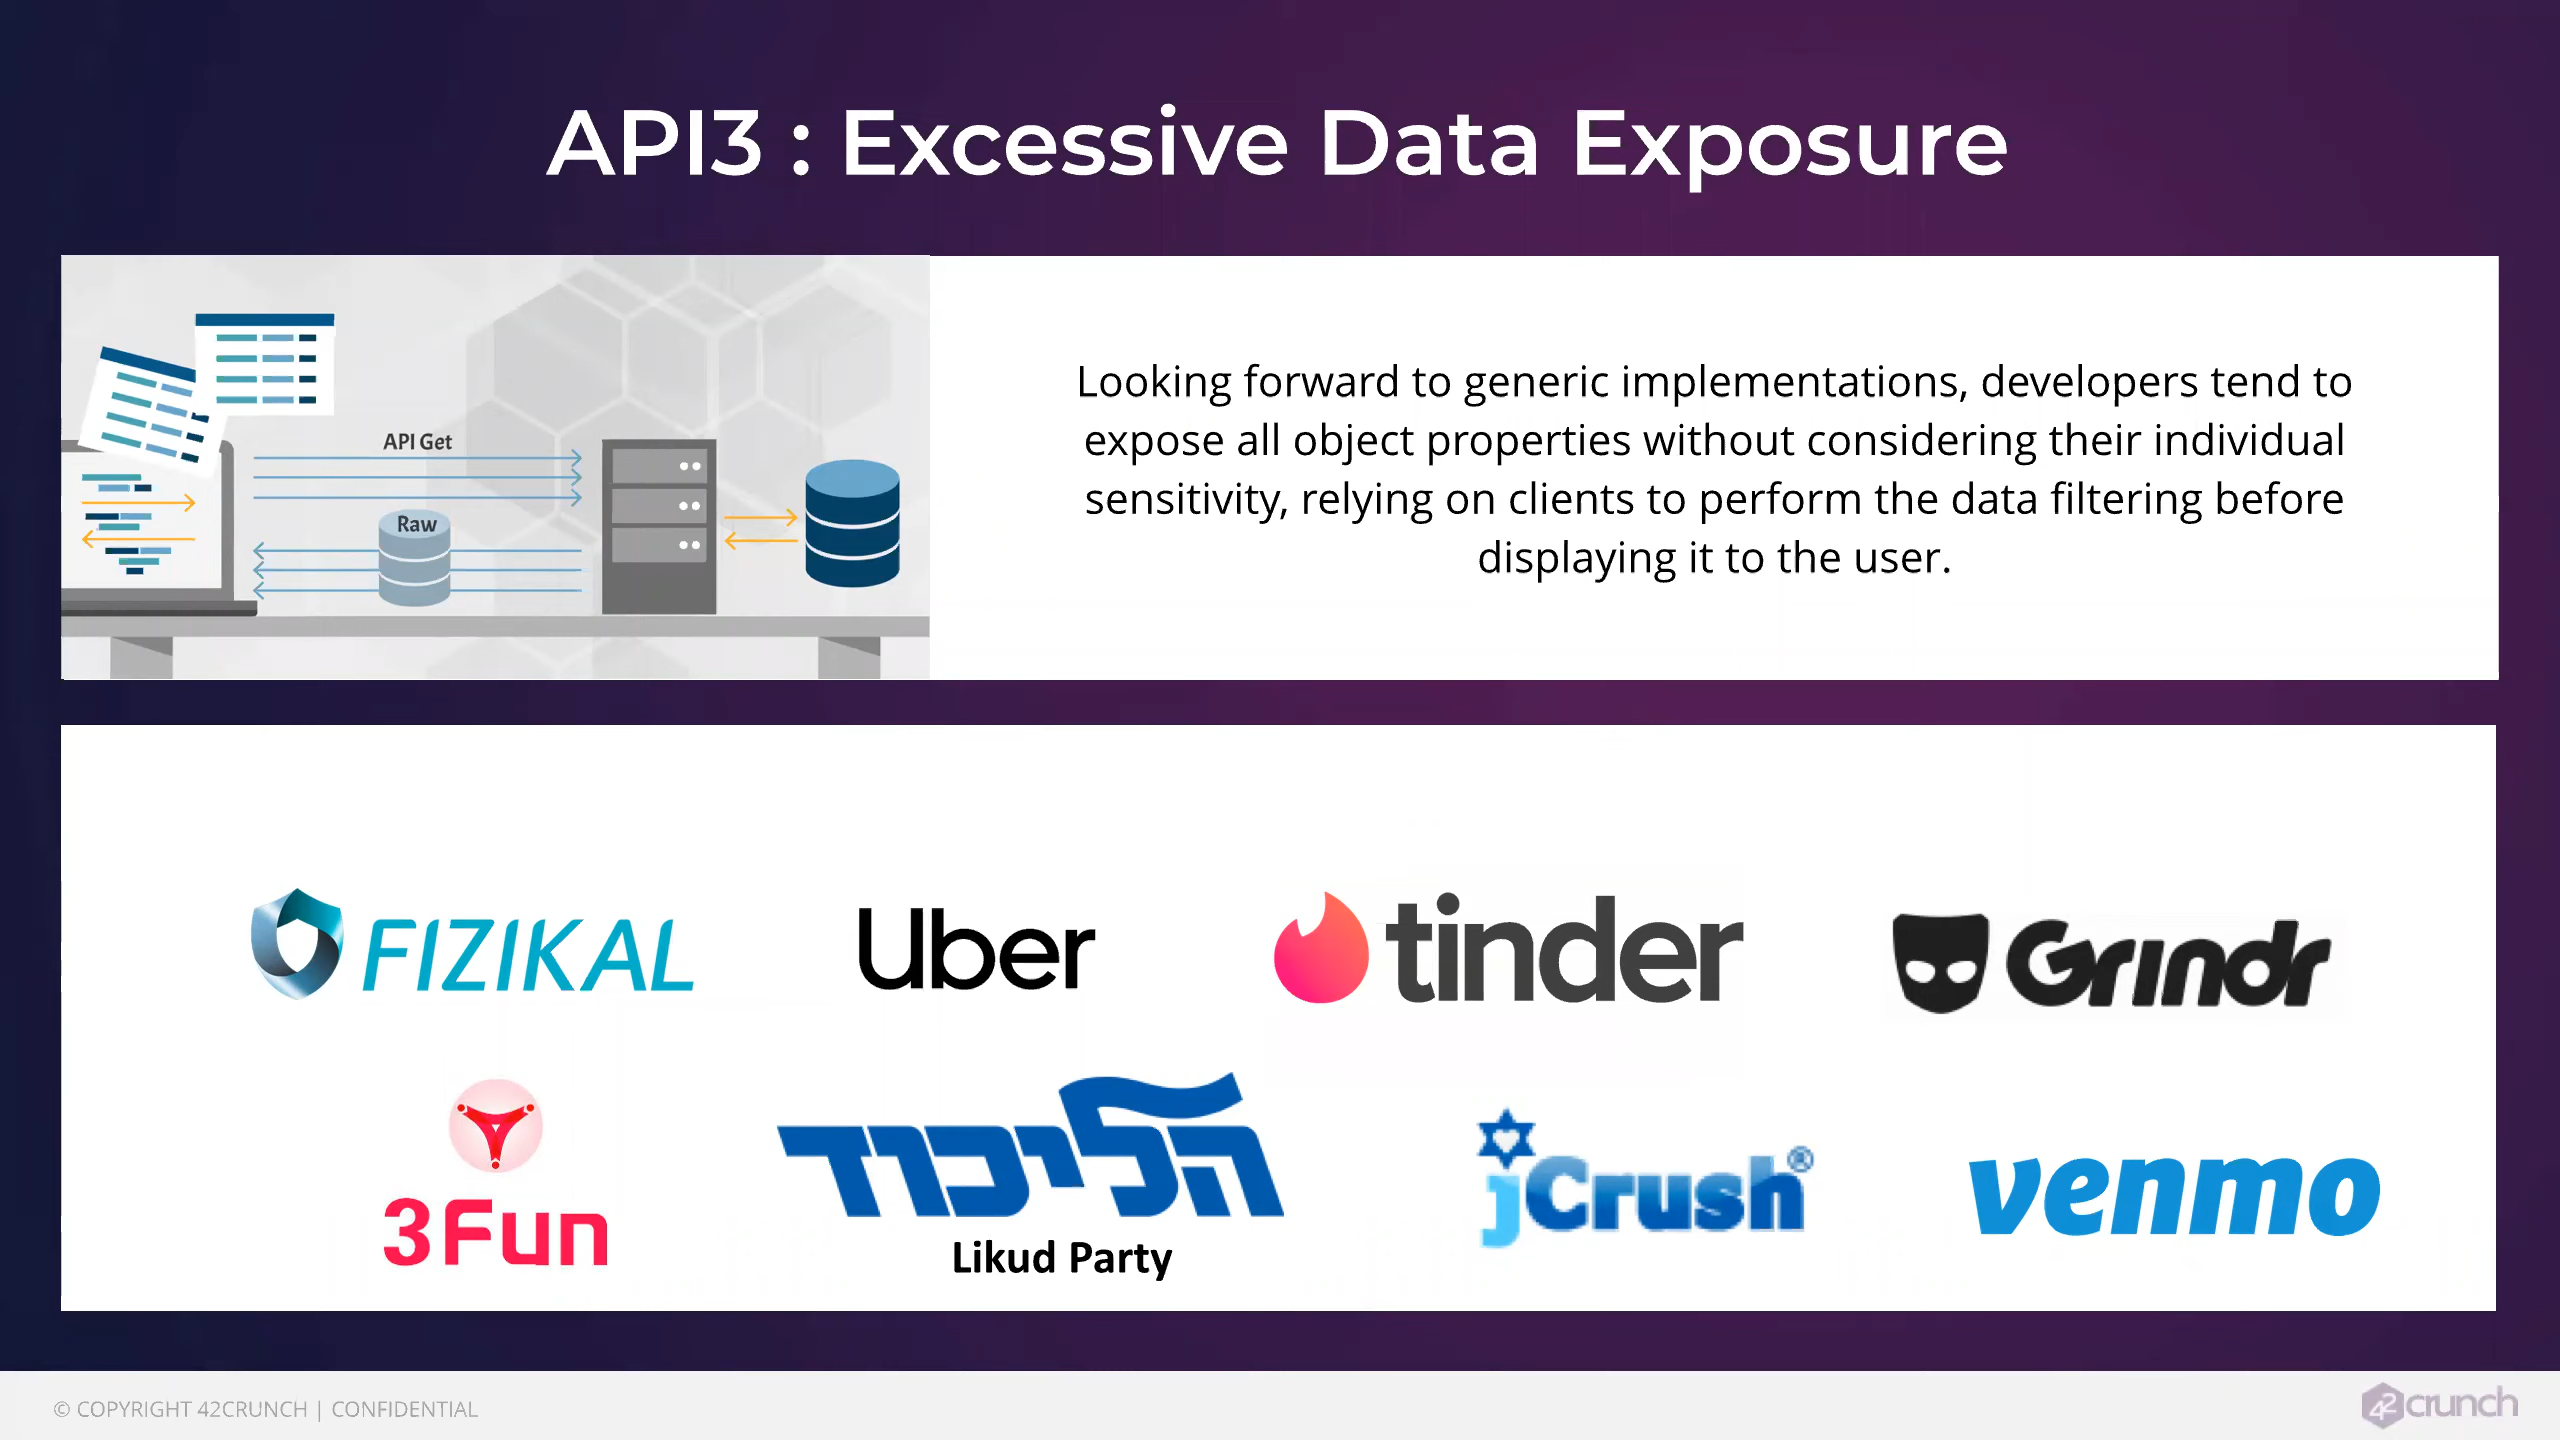 API3 : Excessive Data Exposure
API Get
Raw
Looking forward to generic implementations, developers tend to
expose all object properties without considering their individual
sensitivity, relying on clients to perform the data filtering before
displaying it to the user.
FIZIKAL
Uber
tinder
Grindr
3Fun
הליכוד
Likud Party
jCrush®
venmo
© COPYRIGHT 42CRUNCH | CONFIDENTIAL
42crunch